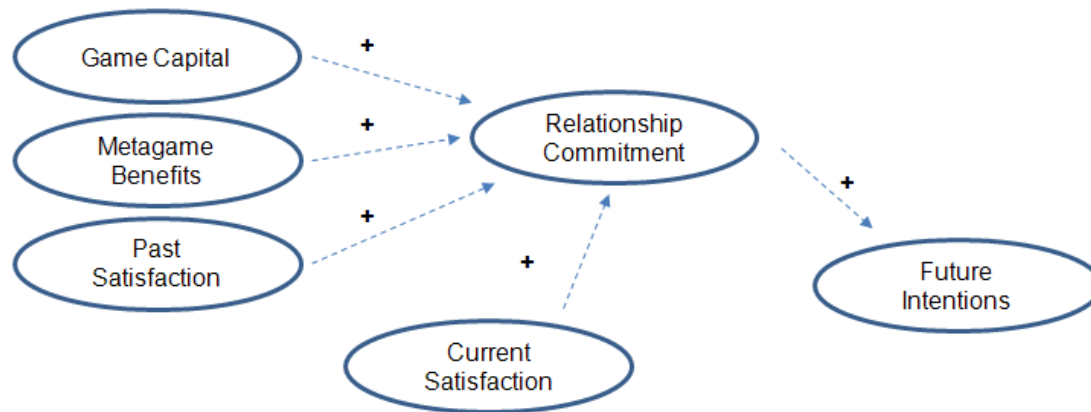 Game Capital
+
Metagame
Benefits
+
Past
Satisfaction
+
Relationship
Commitment
+
Current
Satisfaction
+
Future
Intentions